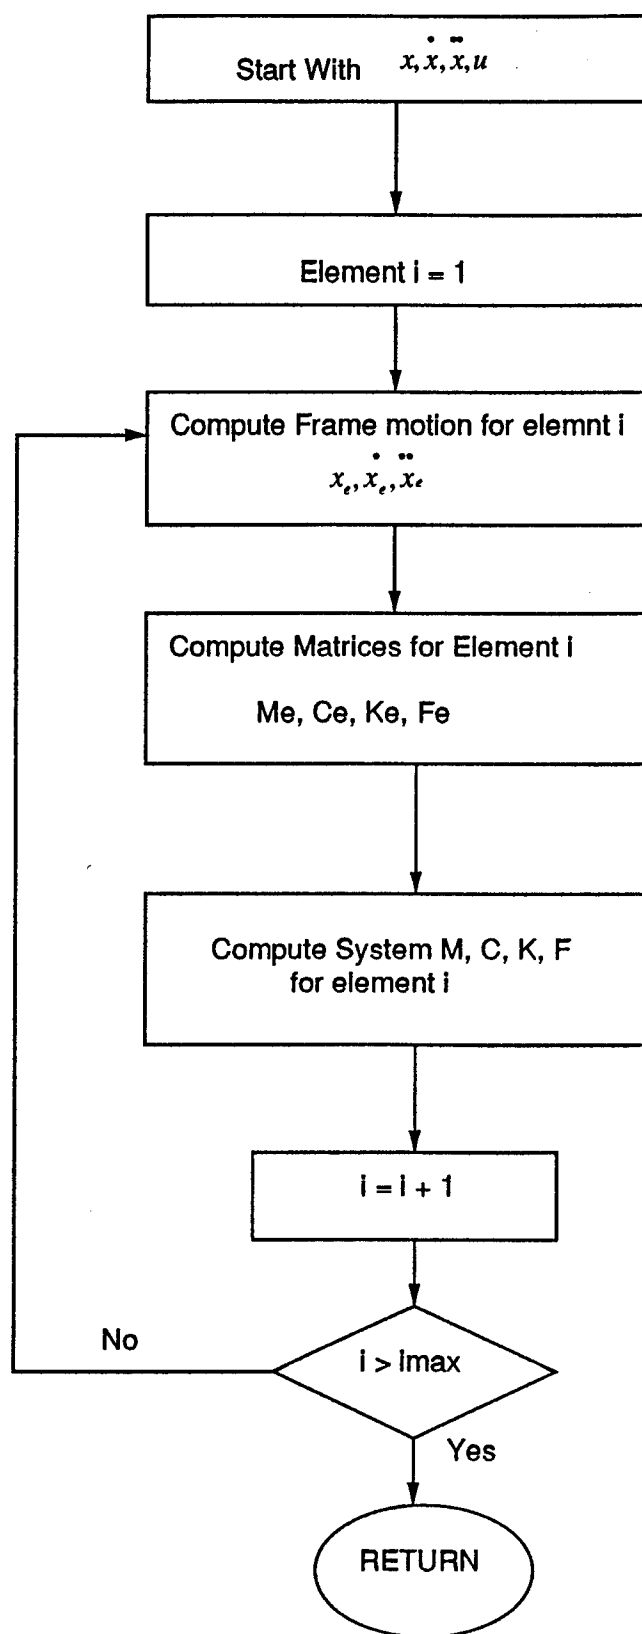 Start With x, ẋ, ẍ, u
Element i = 1
Compute Frame motion for elemnt i
xₑ, ẋₑ, ẍₑ
Compute Matrices for Element i
Me, Ce, Ke, Fe
Compute System M, C, K, F
for element i
i = i + 1
No
i > imax
Yes
RETURN